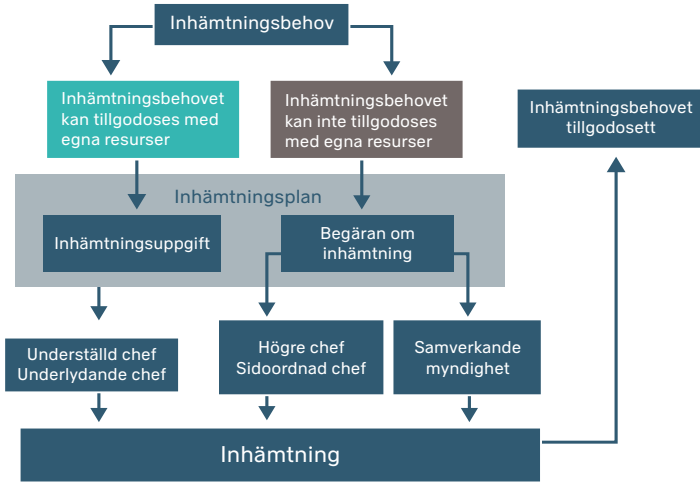 Inhämtningsbehov
Inhämtningsbehovet
kan tillgodoses med
egna resurser
Inhämtningsbehovet
kan inte tillgodoses
med egna resurser
Inhämtningsbehovet
tillgodosett
Inhämtningsplan
Inhämtningsuppgift
Begäran om
inhämtning
Underställd chef
Underlydande chef
Högre chef
Sidoordnad chef
Samverkande
myndighet
Inhämtning